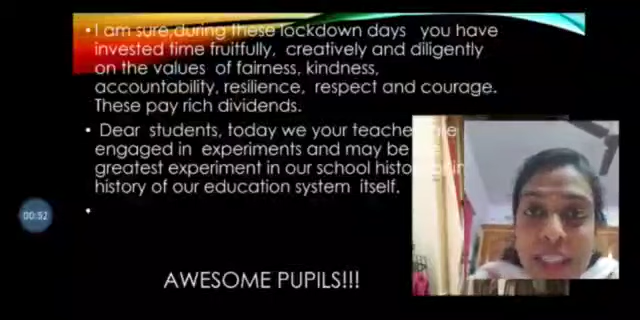 • I am sure,during these lockdown days you have
invested time fruitfully, creatively and diligently
on the values of fairness, kindness,
accountability, resilience, respect and courage.
These pay rich dividends.
• Dear students, today we your teache
engaged in experiments and may be
greatest experiment in our school histo in
history of our education system itself.
•
00:52
AWESOME PUPILS!!!